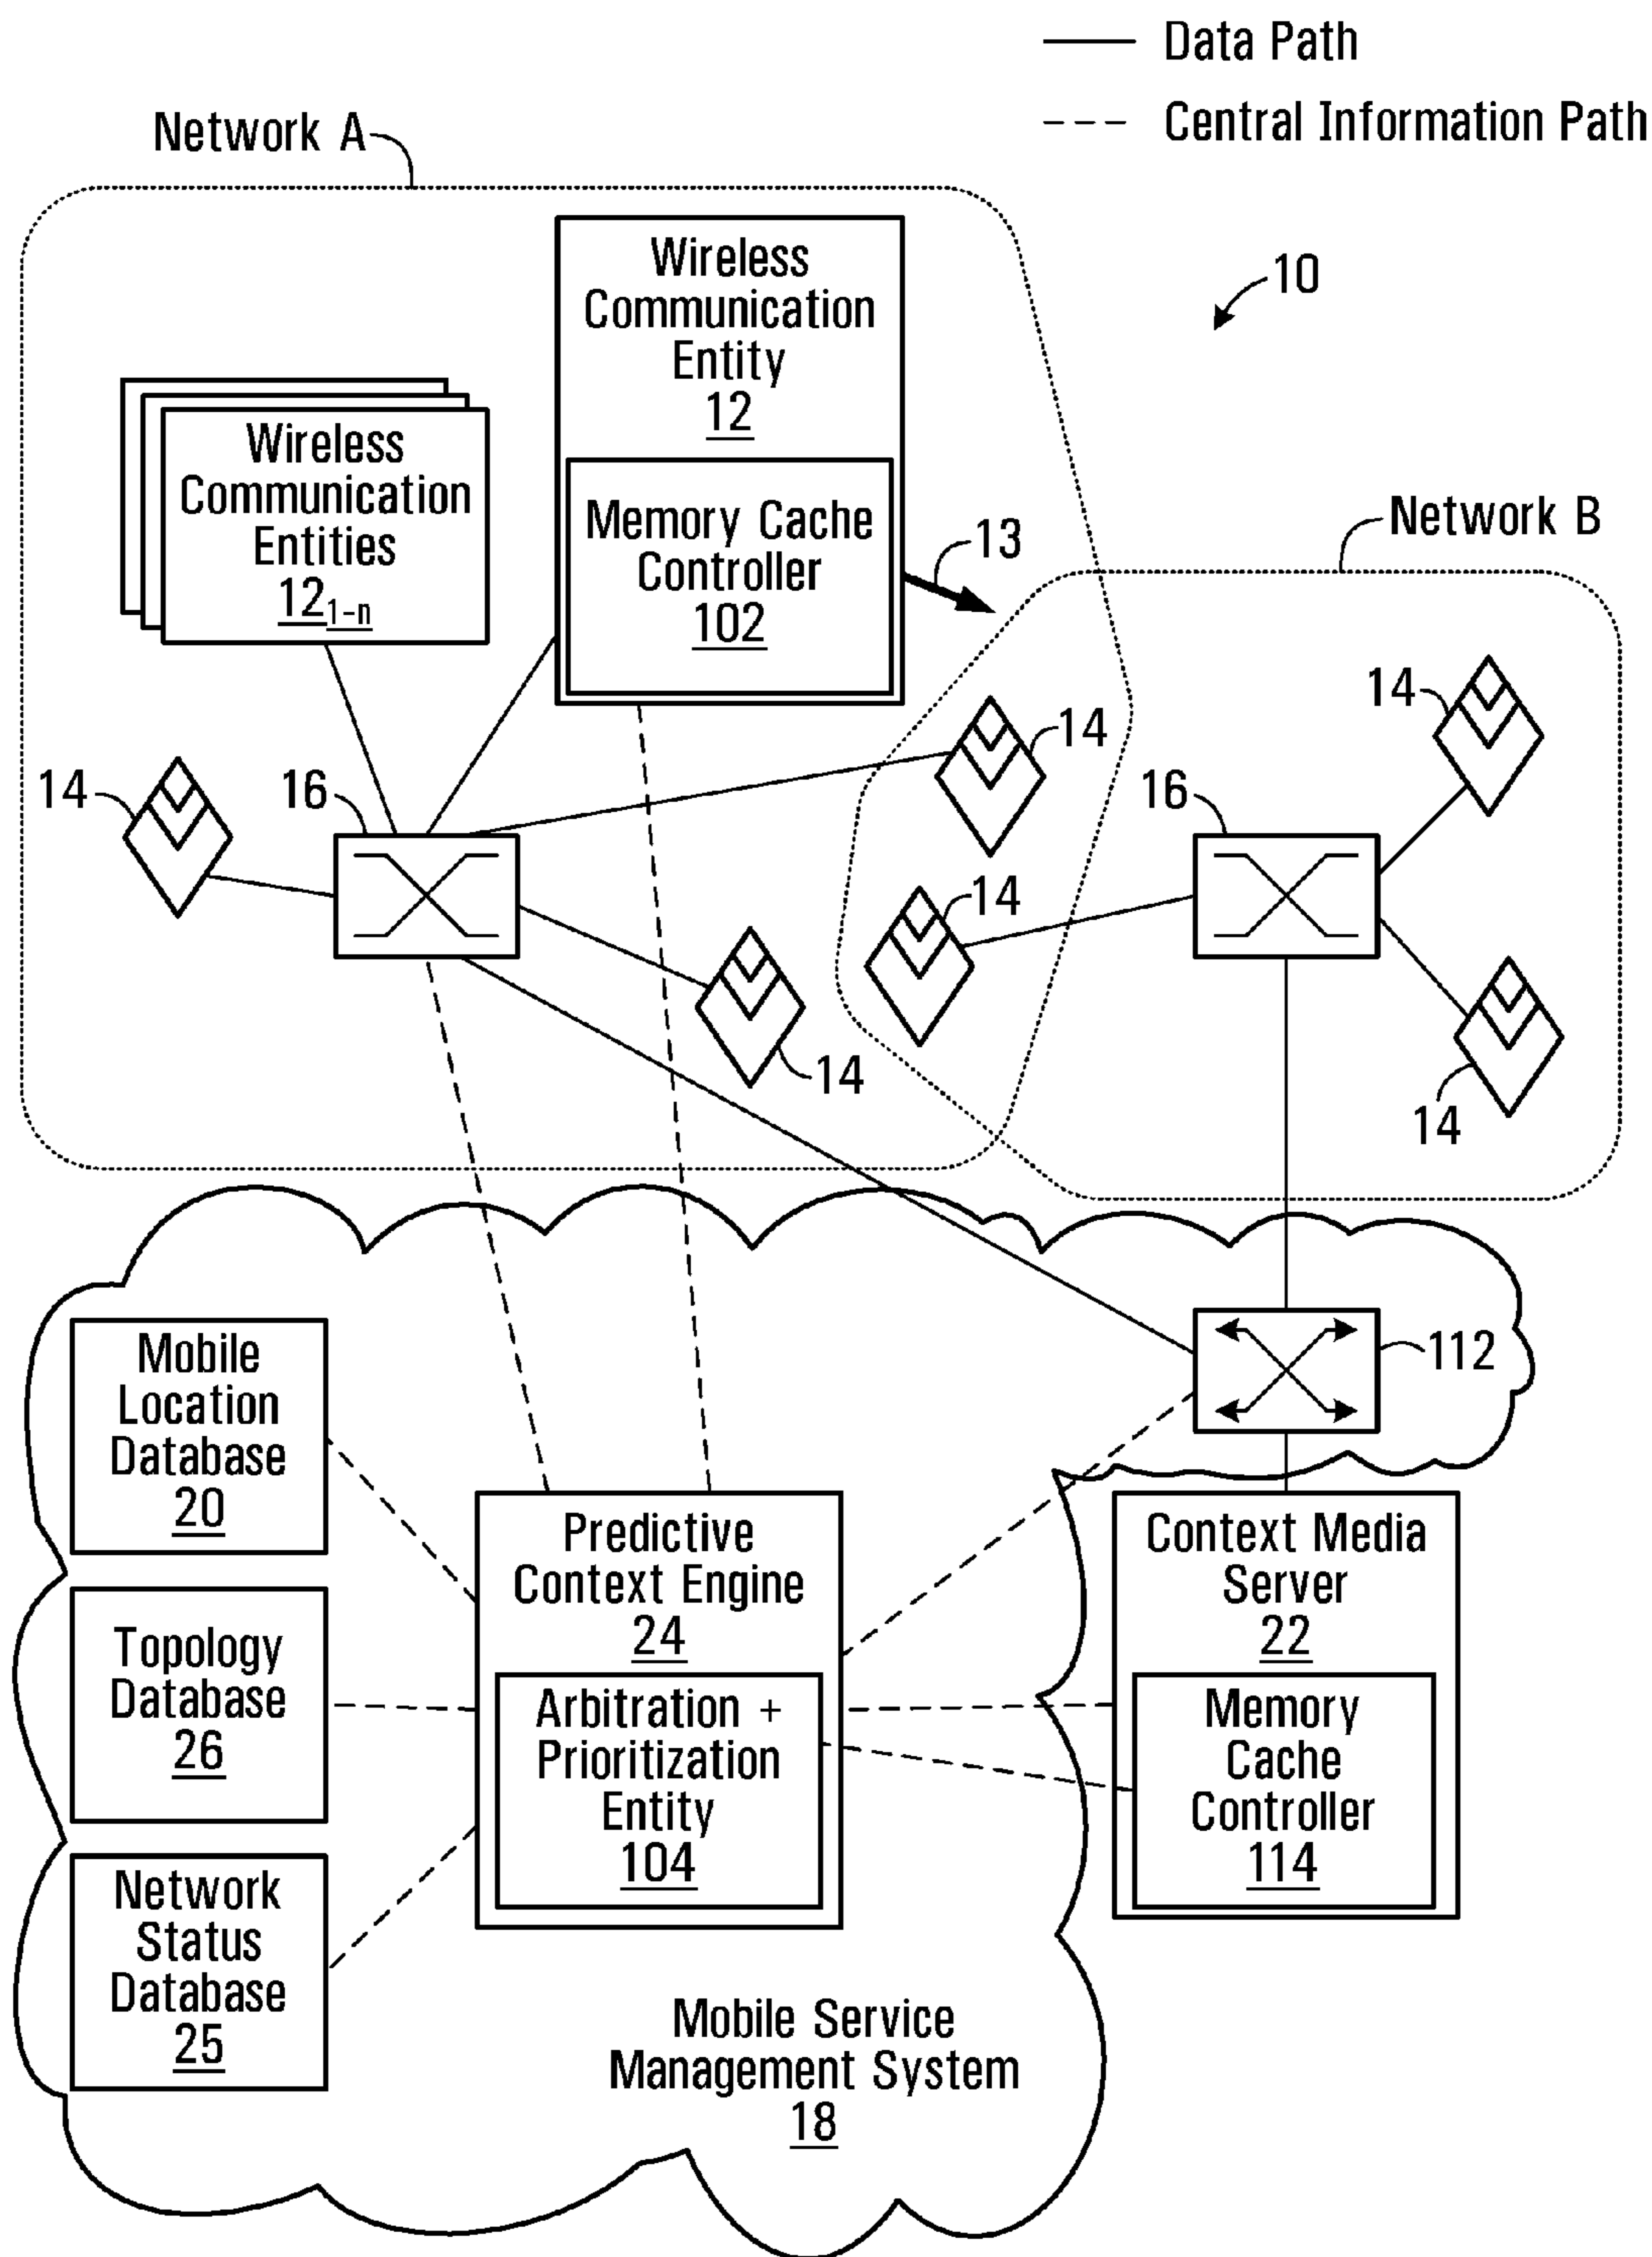 Data Path
Central Information Path
Network A
10
Wireless
Communication
Entity
12
Memory Cache
Controller
102
13
Wireless
Communication
Entities
12 1-n
Network B
14
14
14
16
16
14
14
14
112
Mobile
Location
Database
20
Topology
Database
26
Network
Status
Database
25
Predictive
Context Engine
24
Arbitration +
Prioritization
Entity
104
Context Media
Server
22
Memory
Cache
Controller
114
Mobile Service
Management System
18